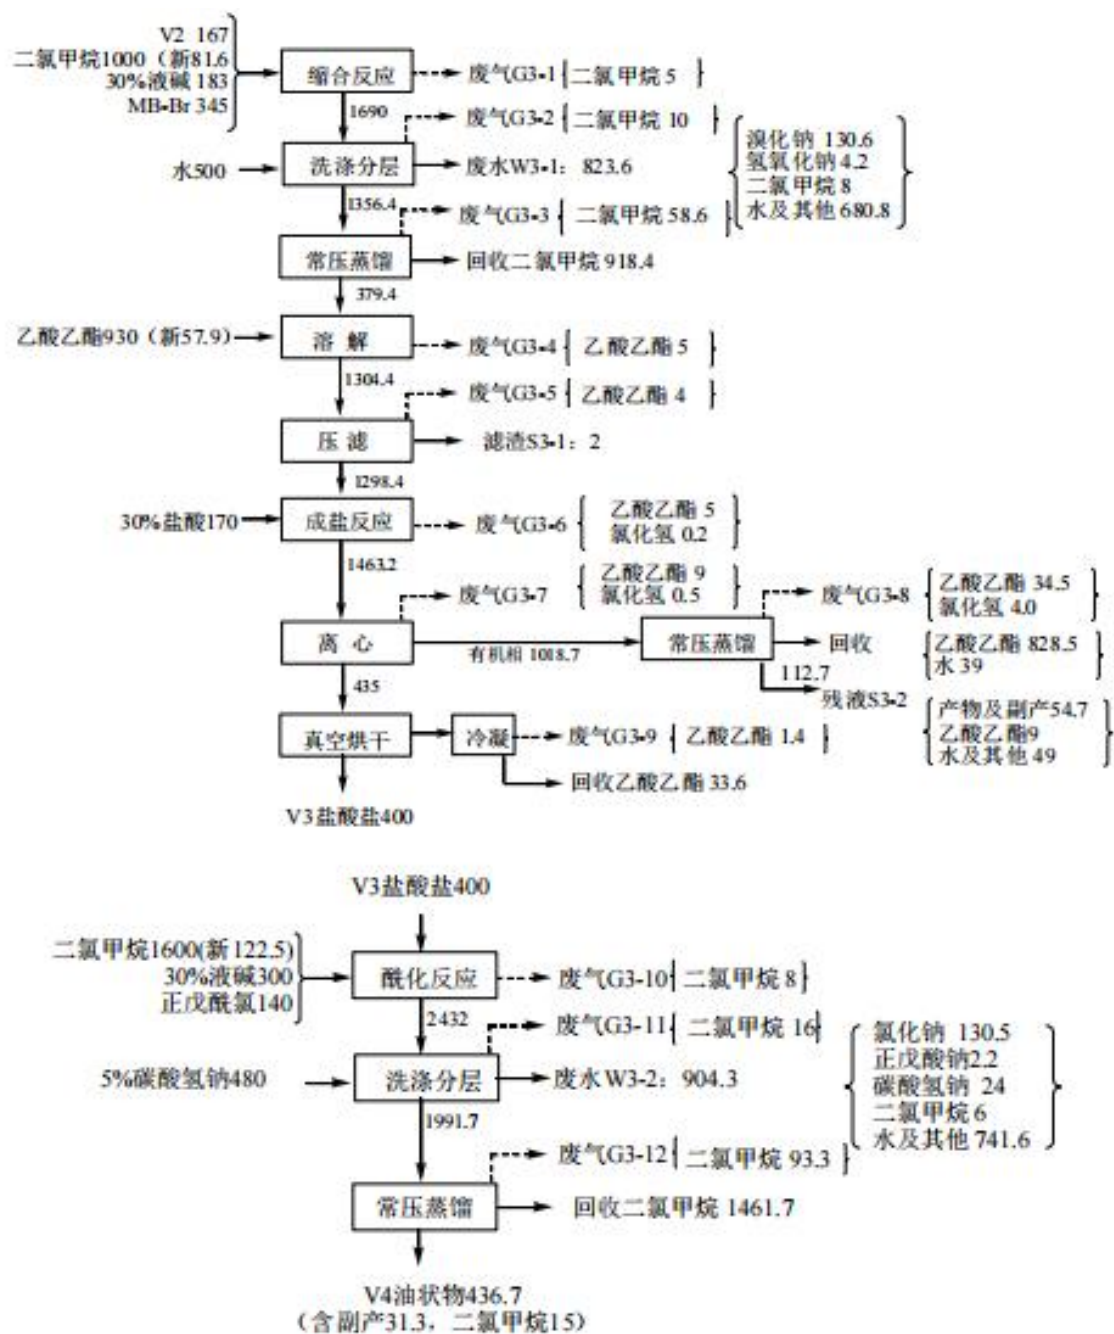 V2 167
二氯甲烷1000（新81.6
30%液碱 183
MB-Br 345
缩合反应
废气G3-1 二氯甲烷 5
1690
废气G3-2 二氯甲烷 10
水500
洗涤分层
废水W3-1：823.6
溴化钠 130.6
氢氧化钠 4.2
二氯甲烷 8
水及其他 680.8
1356.4
废气G3-3 二氯甲烷 58.6
常压蒸馏
回收二氯甲烷 918.4
379.4
乙酸乙酯930（新57.9）
溶 解
废气G3-4 乙酸乙酯 5
1304.4
废气G3-5 乙酸乙酯 4
压 滤
滤渣S3-1：2
1298.4
30%盐酸170
成盐反应
废气G3-6
乙酸乙酯 5
氯化氢 0.2
1463.2
废气G3-7
乙酸乙酯 9
氯化氢 0.5
废气G3-8
乙酸乙酯 34.5
氯化氢 4.0
离 心
有机相 1018.7
常压蒸馏
回收
乙酸乙酯 828.5
水 39
435
112.7
残液S3-2
产物及副产54.7
乙酸乙酯9
水及其他 49
真空烘干
冷凝
废气G3-9 乙酸乙酯 1.4
回收乙酸乙酯 33.6
V3盐酸盐400
V3盐酸盐400
二氯甲烷1600(新122.5)
30%液碱300
正戊酰氯140
酰化反应
废气G3-10 二氯甲烷 8
2432
废气G3-11 二氯甲烷 16
5%碳酸氢钠480
洗涤分层
废水W3-2：904.3
氯化钠 130.5
正戊酸钠2.2
碳酸氢钠 24
二氯甲烷 6
水及其他 741.6
1991.7
废气G3-12 二氯甲烷 93.3
常压蒸馏
回收二氯甲烷 1461.7
V4油状物436.7
（含副产31.3，二氯甲烷15）